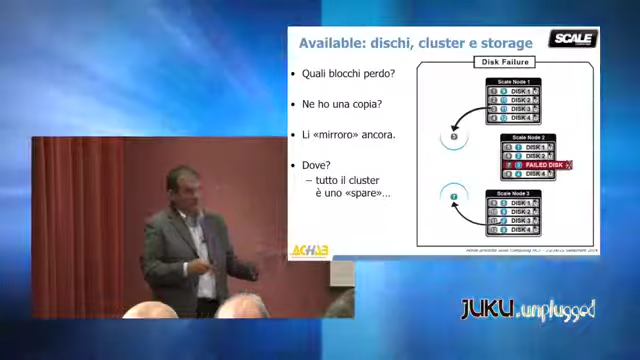 Available: dischi, cluster e storage
SCALE
Disk Failure
• Quali blocchi perdo?
• Ne ho una copia?
• Li «mirroro» ancora.
• Dove?
– tutto il cluster
è uno «spare»...
Scale Node 1
DISK 1
DISK 2
DISK 3
DISK 4
Scale Node 2
DISK 1
DISK 2
FAILED DISK
DISK 4
Scale Node 3
DISK 1
DISK 2
DISK 3
DISK 4
ACHAB
JUKU.unplugged